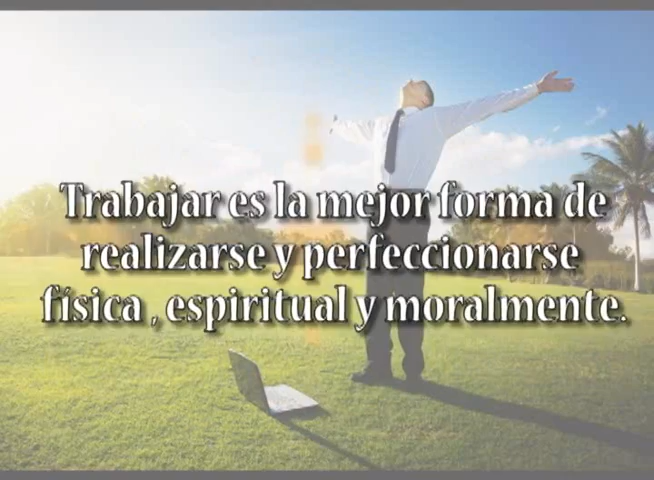 Trabajar es la mejor forma de
realizarse y perfeccionarse
física , espiritual y moralmente.